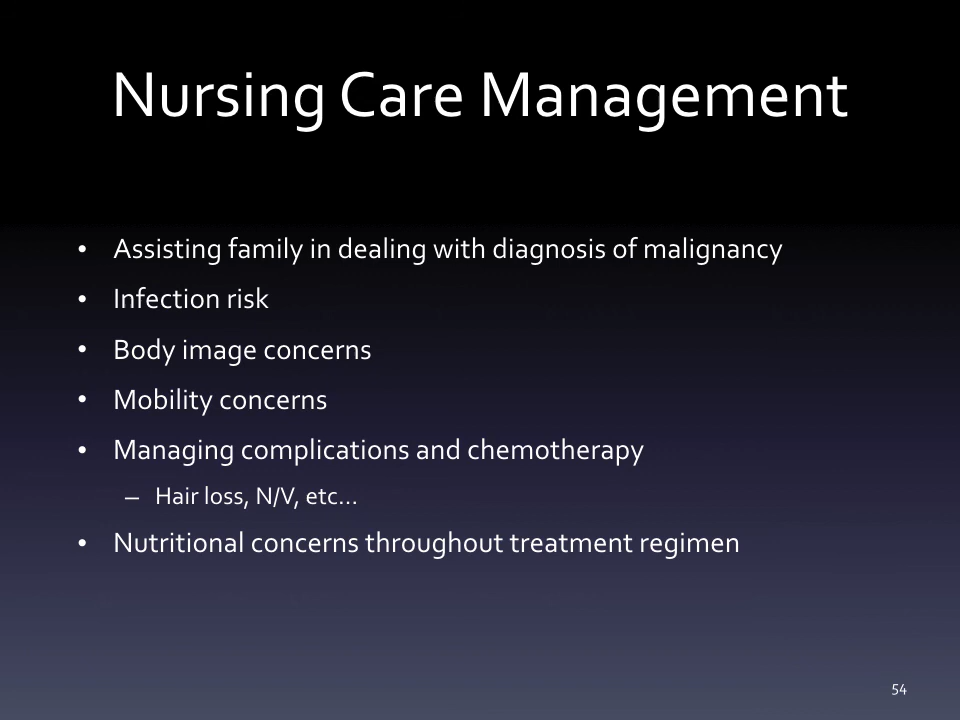 Nursing Care Management
• Assisting family in dealing with diagnosis of malignancy
• Infection risk
• Body image concerns
• Mobility concerns
• Managing complications and chemotherapy
– Hair loss, N/V, etc…
• Nutritional concerns throughout treatment regimen
54